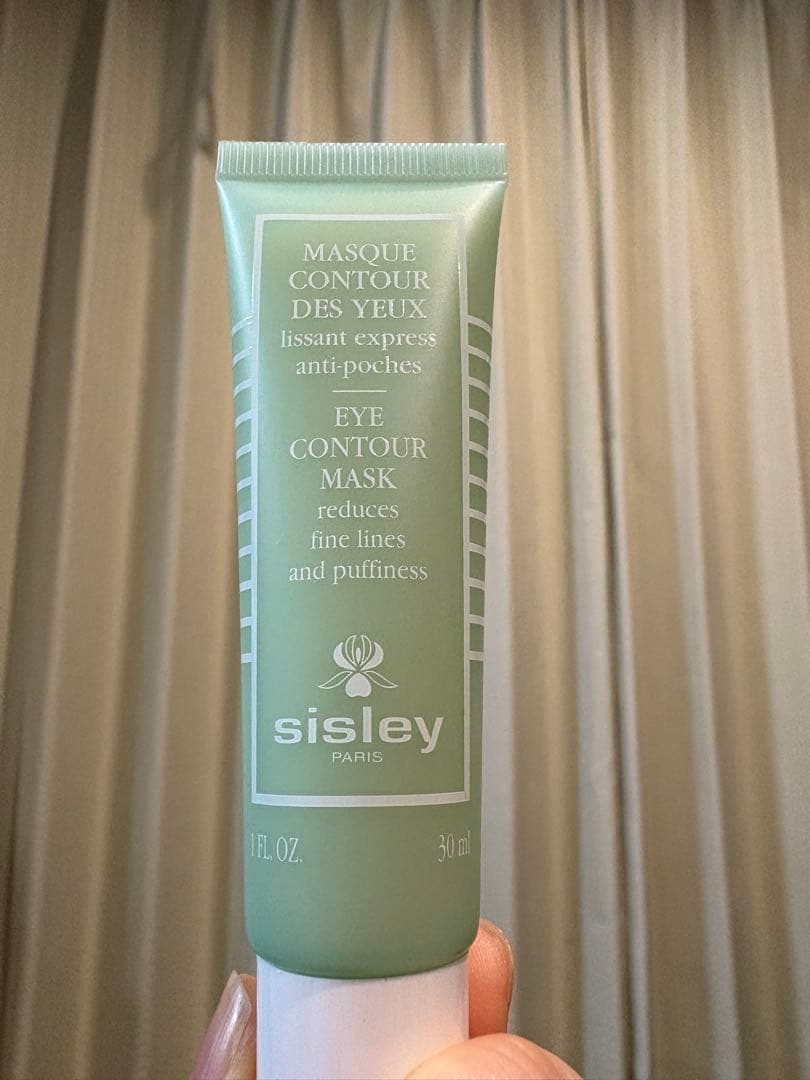 MASQUE
CONTOUR
DES YEUX
lissant express
anti-poches
EYE
CONTOUR
MASK
reduces
fine lines
and puffiness
sisley
PARIS
1 FL. OZ. 30 ml